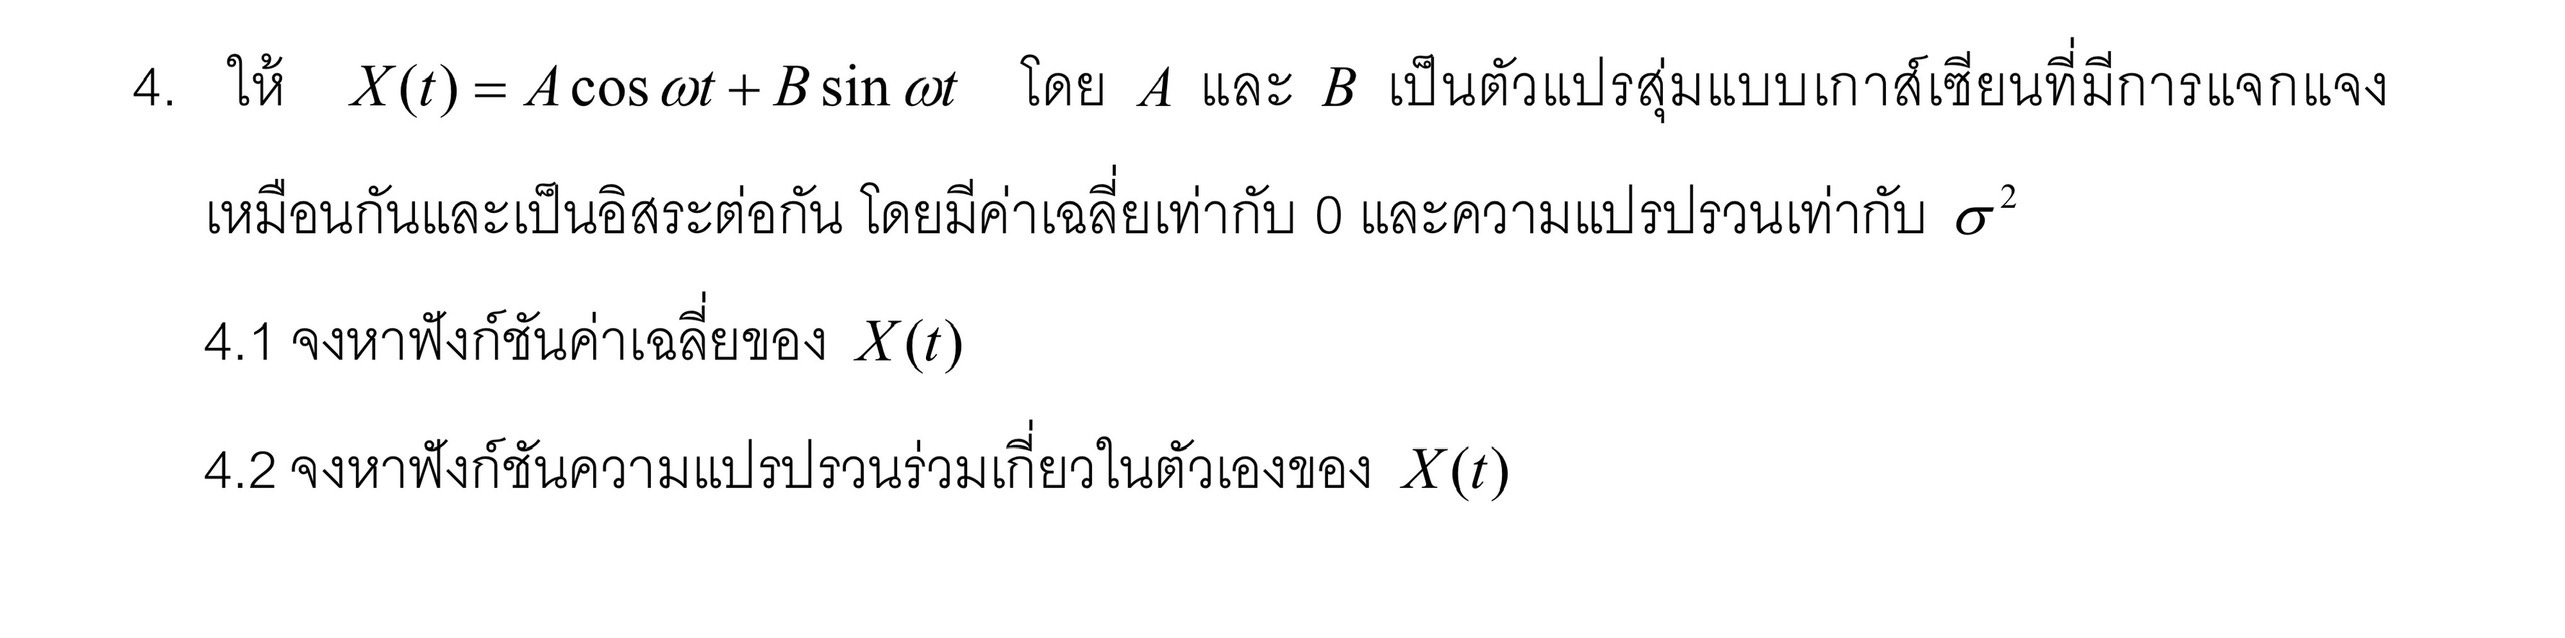 4. ให้ X(t) = A cos ωt + B sin ωt โดย A และ B เป็นตัวแปรสุ่มแบบเกาส์เซียนที่มีการแจกแจง
เหมือนกันและเป็นอิสระต่อกัน โดยมีค่าเฉลี่ยเท่ากับ 0 และความแปรปรวนเท่ากับ σ²
4.1 จงหาฟังก์ชันค่าเฉลี่ยของ X(t)
4.2 จงหาฟังก์ชันความแปรปรวนร่วมเกี่ยวในตัวเองของ X(t)